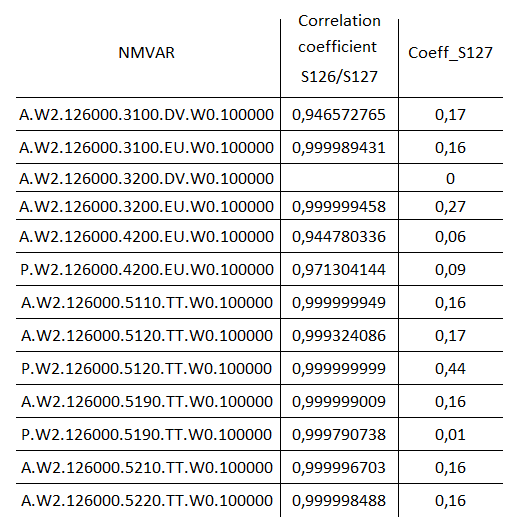 NMVAR Correlation coefficient S126/S127 Coeff_S127
A.W2.126000.3100.DV.W0.100000 0,946572765 0,17
A.W2.126000.3100.EU.W0.100000 0,999989431 0,16
A.W2.126000.3200.DV.W0.100000 0
A.W2.126000.3200.EU.W0.100000 0,999999458 0,27
A.W2.126000.4200.EU.W0.100000 0,944780336 0,06
P.W2.126000.4200.EU.W0.100000 0,971304144 0,09
A.W2.126000.5110.TT.W0.100000 0,999999949 0,16
A.W2.126000.5120.TT.W0.100000 0,999324086 0,17
P.W2.126000.5120.TT.W0.100000 0,999999999 0,44
A.W2.126000.5190.TT.W0.100000 0,999999009 0,16
P.W2.126000.5190.TT.W0.100000 0,999790738 0,01
A.W2.126000.5210.TT.W0.100000 0,999996703 0,16
A.W2.126000.5220.TT.W0.100000 0,999998488 0,16